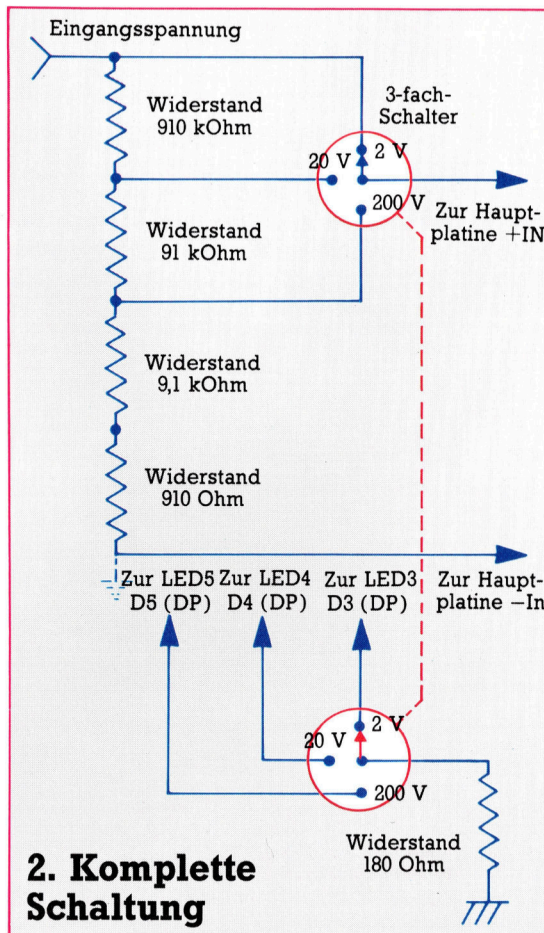 Eingangsspannung
Widerstand
910 kOhm
3-fach-
Schalter
20 V
2 V
200 V
Zur Haupt-
platine +IN
Widerstand
91 kOhm
Widerstand
9,1 kOhm
Widerstand
910 Ohm
Zur LED5
D5 (DP)
Zur LED4
D4 (DP)
Zur LED3
D3 (DP)
Zur Haupt-
platine –In
2 V
20 V
200 V
Widerstand
180 Ohm
2. Komplette
Schaltung